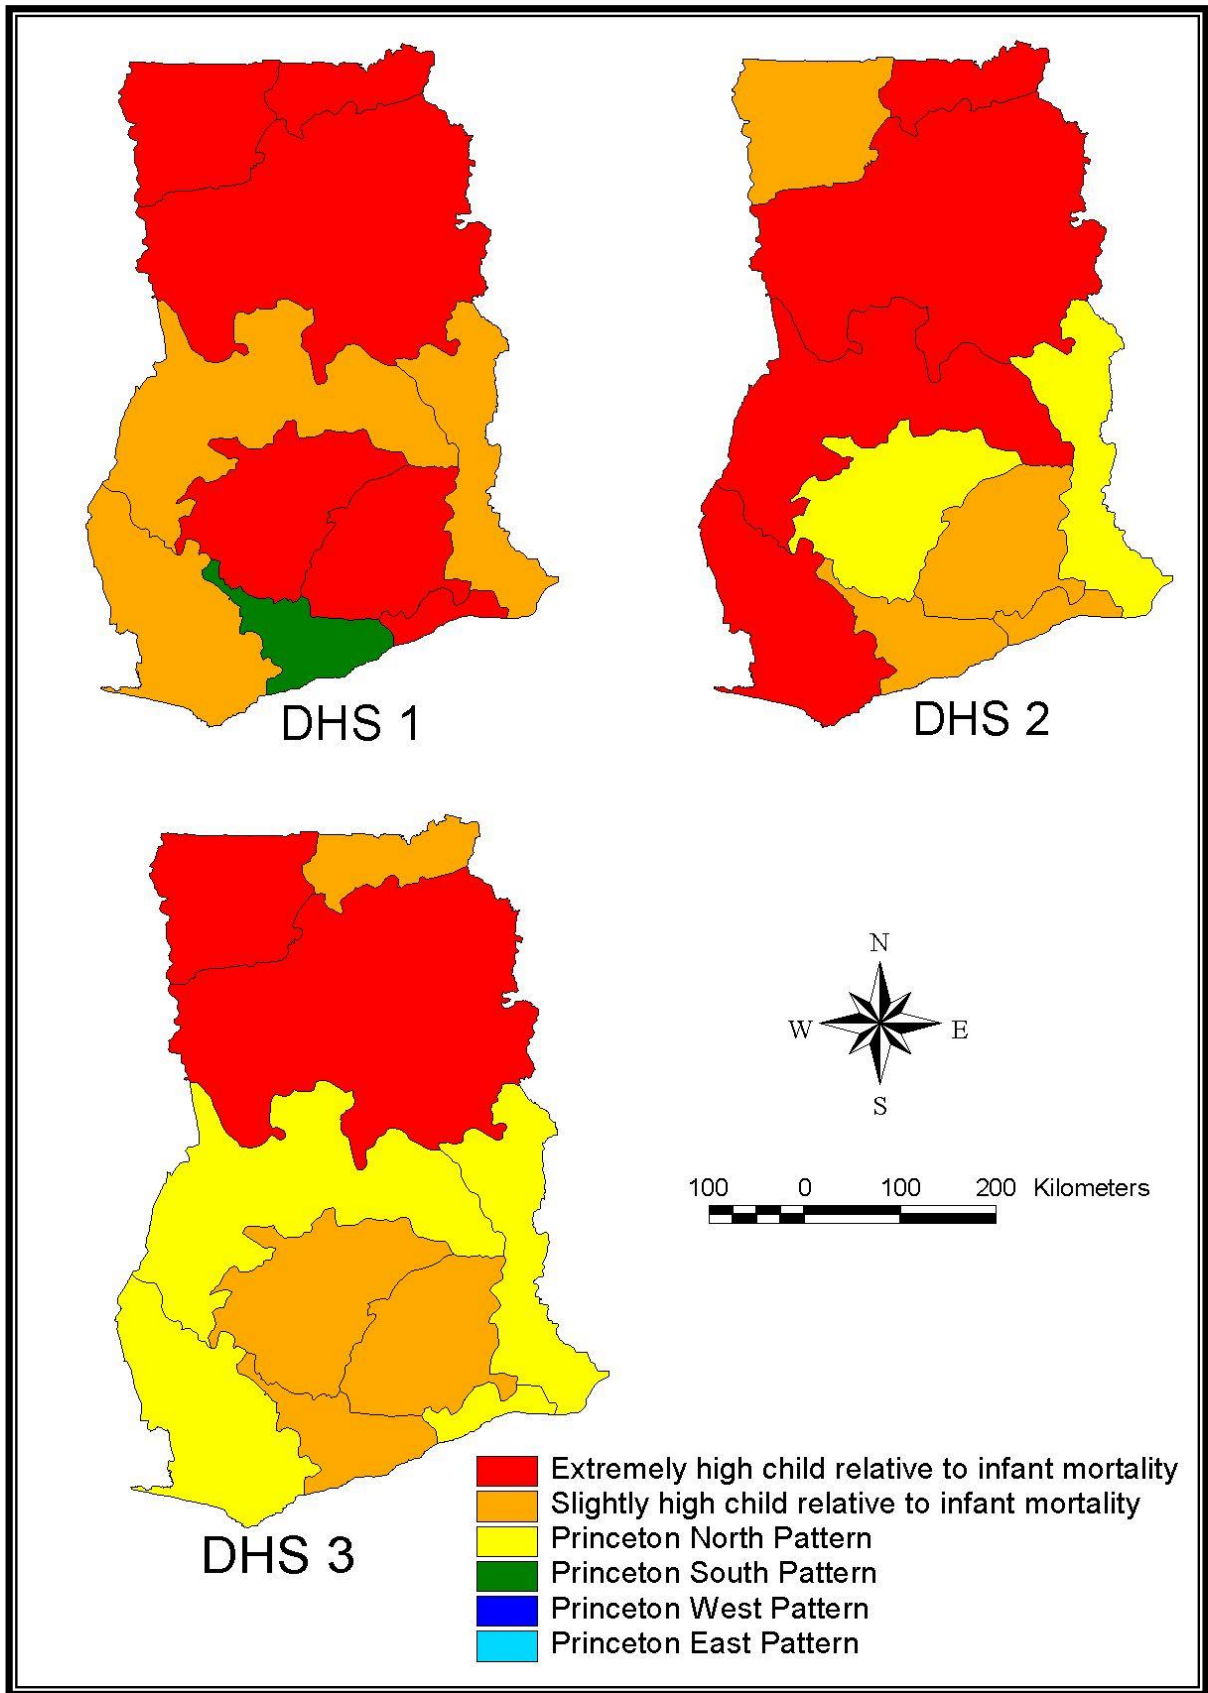 DHS 1
DHS 2
N
W E
S
100 0 100 200 Kilometers
DHS 3
Extremely high child relative to infant mortality
Slightly high child relative to infant mortality
Princeton North Pattern
Princeton South Pattern
Princeton West Pattern
Princeton East Pattern